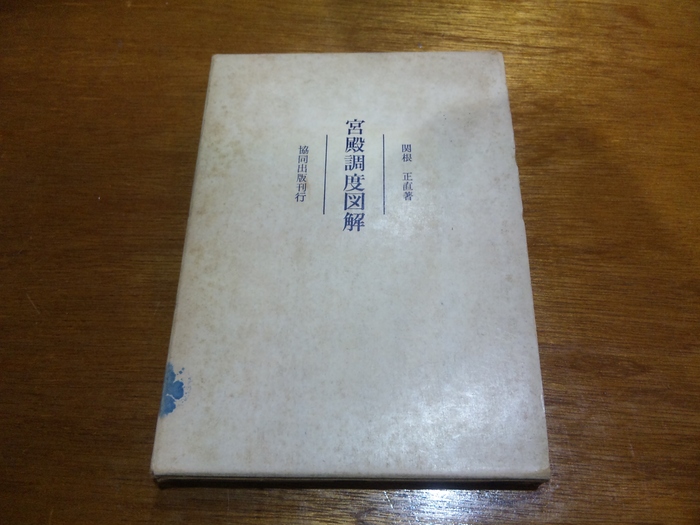 関根 正直著
宮殿調度図解
協同出版刊行